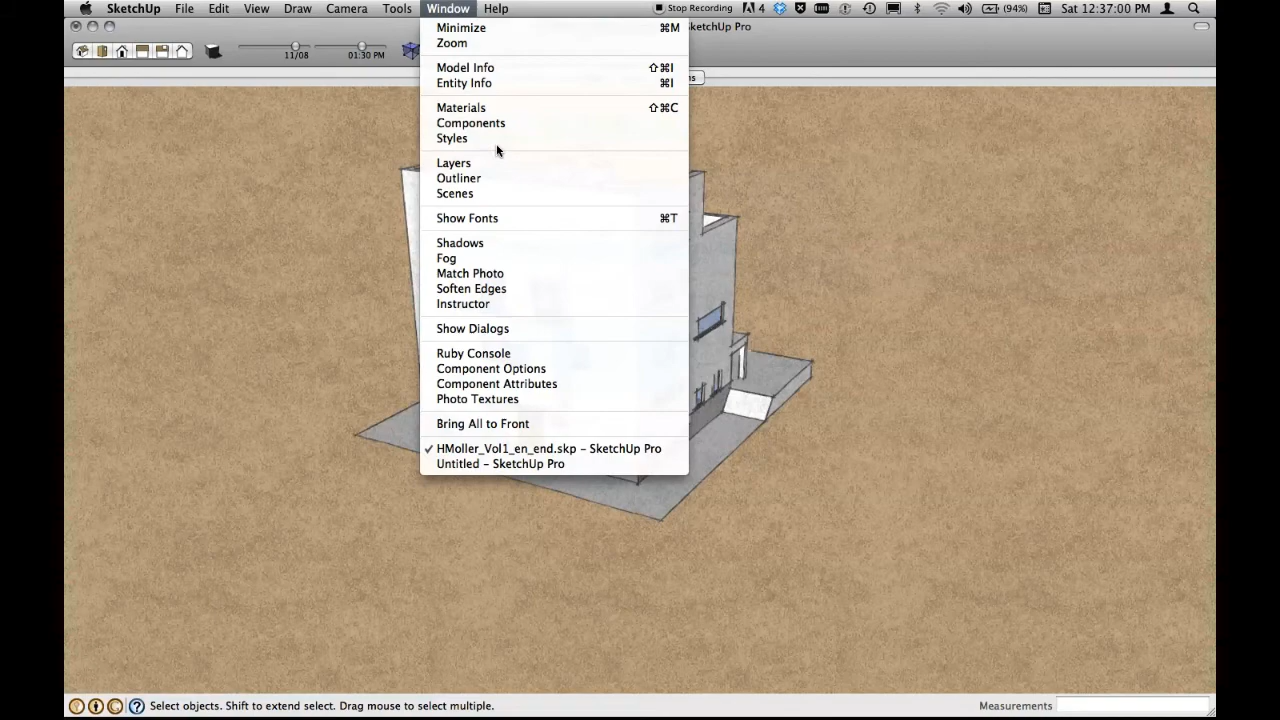 SketchUp File Edit View Draw Camera Tools Window Help Stop Recording 4 (94%) Sat 12:37:00 PM
SketchUp Pro
11/08 01:30 PM
Minimize ⌘M
Zoom
Model Info ⇧⌘I
Entity Info ⌘I
Materials ⇧⌘C
Components
Styles
Layers
Outliner
Scenes
Show Fonts ⌘T
Shadows
Fog
Match Photo
Soften Edges
Instructor
Show Dialogs
Ruby Console
Component Options
Component Attributes
Photo Textures
Bring All to Front
✓ HMoller_Vol1_en_end.skp – SketchUp Pro
Untitled – SketchUp Pro
Select objects. Shift to extend select. Drag mouse to select multiple. Measurements